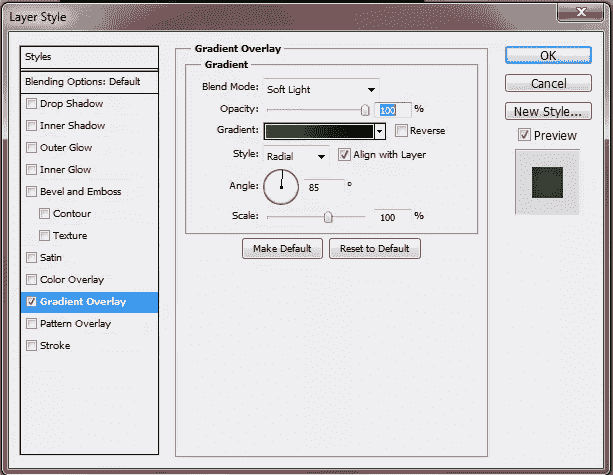 Layer Style
Styles
Blending Options: Default
Drop Shadow
Inner Shadow
Outer Glow
Inner Glow
Bevel and Emboss
Contour
Texture
Satin
Color Overlay
Gradient Overlay
Pattern Overlay
Stroke
Gradient Overlay
Gradient
Blend Mode: Soft Light
Opacity: 100 %
Gradient: Reverse
Style: Radial Align with Layer
Angle: 85 °
Scale: 100 %
Make Default Reset to Default
OK
Cancel
New Style...
Preview